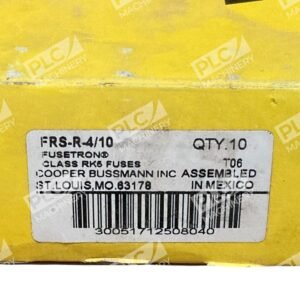 FRS-R-4/10 QTY.10
FUSETRON®
CLASS RK5 FUSES T06
COOPER BUSSMANN INC ASSEMBLED
ST.LOUIS,MO.63178 IN MEXICO
30051712508040
PLC